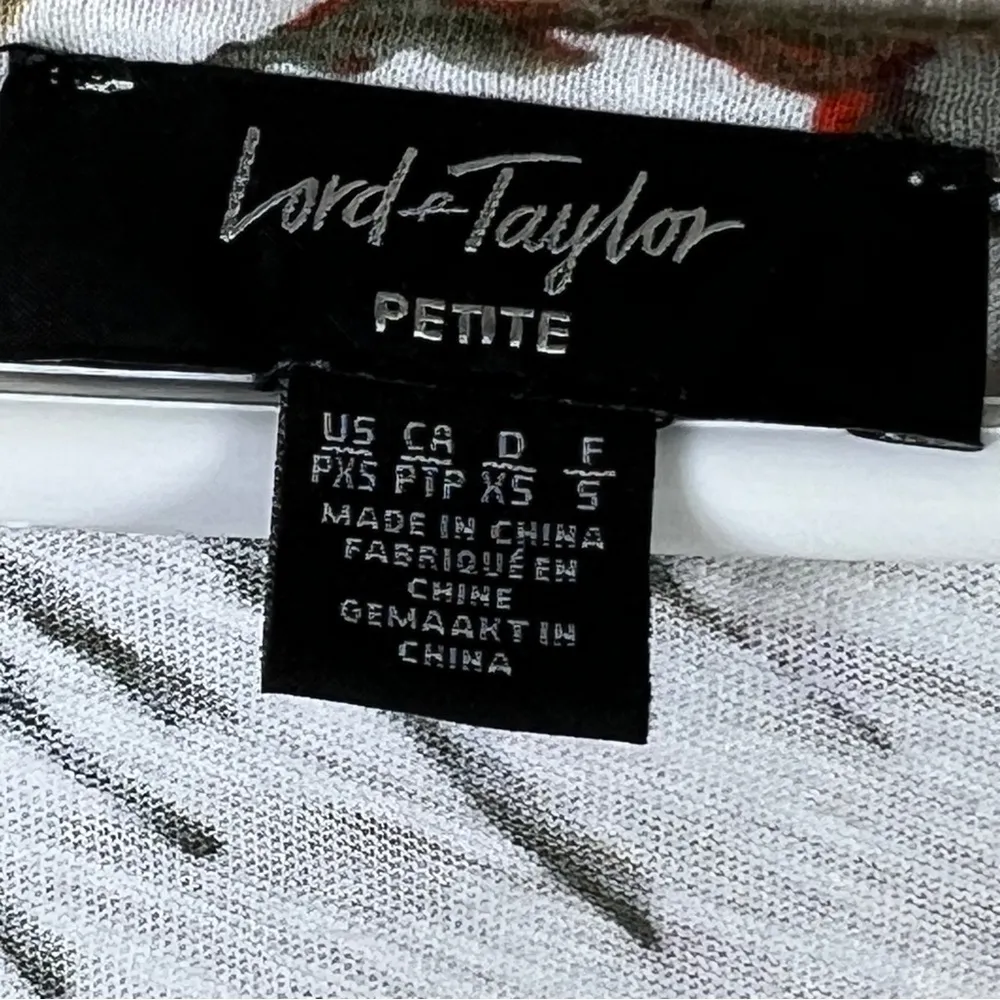 Lord & Taylor
PETITE
US CA D F
PXS PTP XS S
MADE IN CHINA
FABRIQUÉ EN
CHINE
GEMAAKT IN
CHINA